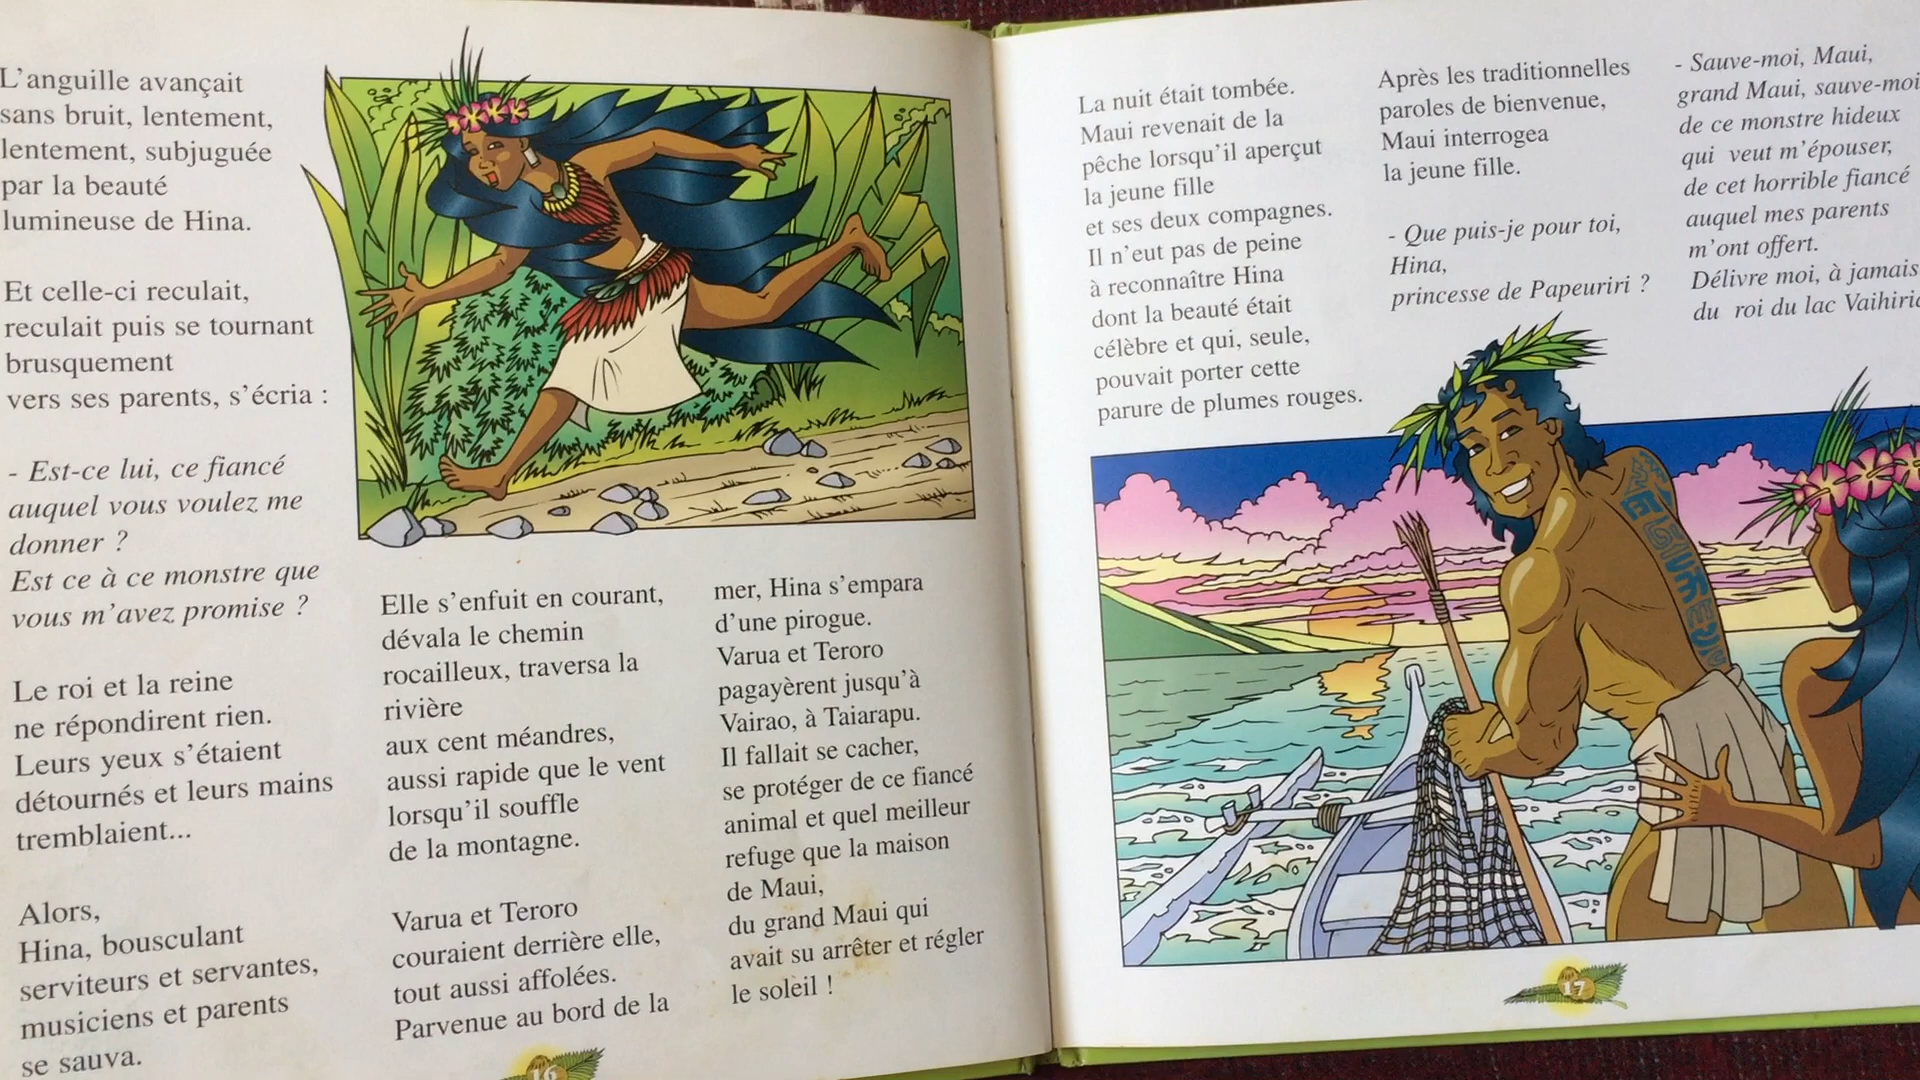 L'anguille avançait
sans bruit, lentement,
lentement, subjuguée
par la beauté
lumineuse de Hina.
Et celle-ci reculait,
reculait puis se tournant
brusquement
vers ses parents, s'écria :
- Est-ce lui, ce fiancé
auquel vous voulez me
donner ?
Est ce à ce monstre que
vous m'avez promise ?
Le roi et la reine
ne répondirent rien.
Leurs yeux s'étaient
détournés et leurs mains
tremblaient...
Alors,
Hina, bousculant
serviteurs et servantes,
musiciens et parents
se sauva.
Elle s'enfuit en courant,
dévala le chemin
rocailleux, traversa la
rivière
aux cent méandres,
aussi rapide que le vent
lorsqu'il souffle
de la montagne.
Varua et Teroro
couraient derrière elle,
tout aussi affolées.
Parvenue au bord de la
mer, Hina s'empara
d'une pirogue.
Varua et Teroro
pagayèrent jusqu'à
Vairao, à Taiarapu.
Il fallait se cacher,
se protéger de ce fiancé
animal et quel meilleur
refuge que la maison
de Maui,
du grand Maui qui
avait su arrêter et régler
le soleil !
16
La nuit était tombée.
Maui revenait de la
pêche lorsqu'il aperçut
la jeune fille
et ses deux compagnes.
Il n'eut pas de peine
à reconnaître Hina
dont la beauté était
célèbre et qui, seule,
pouvait porter cette
parure de plumes rouges.
Après les traditionnelles
paroles de bienvenue,
Maui interrogea
la jeune fille.
- Que puis-je pour toi,
Hina,
princesse de Papeuriri ?
- Sauve-moi, Maui,
grand Maui, sauve-moi
de ce monstre hideux
qui veut m'épouser,
de cet horrible fiancé
auquel mes parents
m'ont offert.
Délivre moi, à jamais
du roi du lac
17